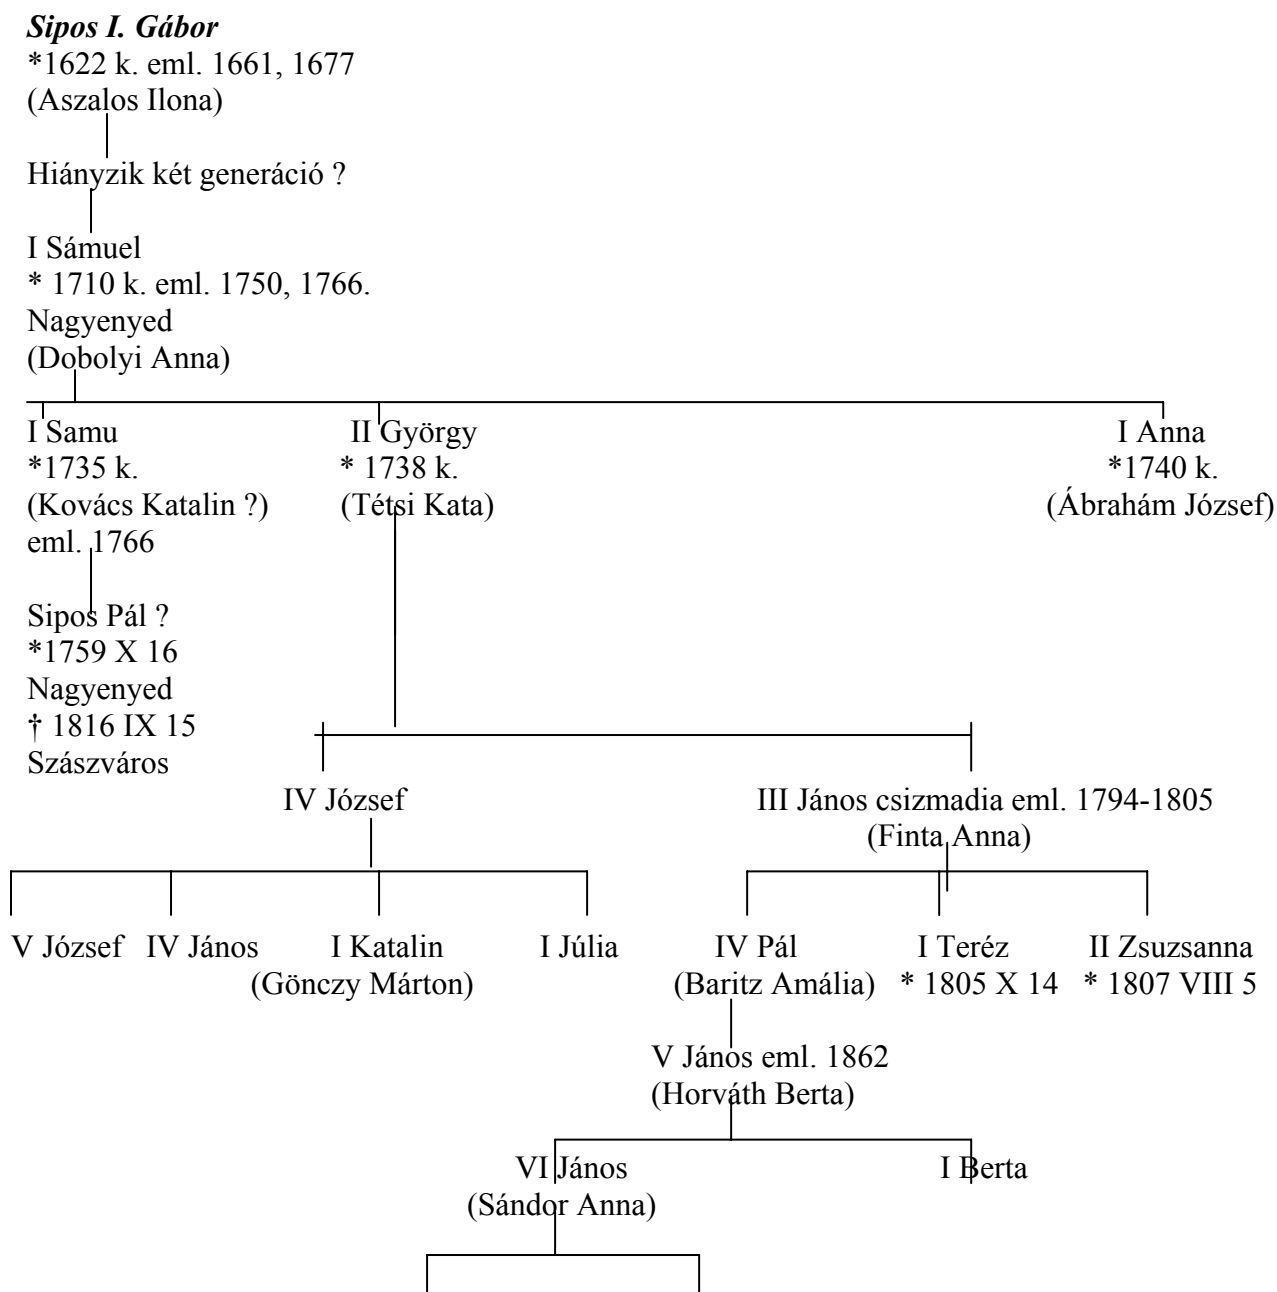 Sipos I. Gábor
*1622 k. eml. 1661, 1677
(Aszalos Ilona)
Hiányzik két generáció ?
I Sámuel
* 1710 k. eml. 1750, 1766.
Nagyenyed
(Dobolyi Anna)
I Samu II György I Anna
*1735 k. * 1738 k. *1740 k.
(Kovács Katalin ?) (Tétsi Kata) (Ábrahám József)
eml. 1766
Sipos Pál ?
*1759 X 16
Nagyenyed
† 1816 IX 15
Szászváros
IV József III János csizmadia eml. 1794-1805
(Finta Anna)
V József IV János I Katalin I Júlia IV Pál I Teréz II Zsuzsanna
(Gönczy Márton) (Baritz Amália) * 1805 X 14 * 1807 VIII 5
V János eml. 1862
(Horváth Berta)
VI János I Berta
(Sándor Anna)